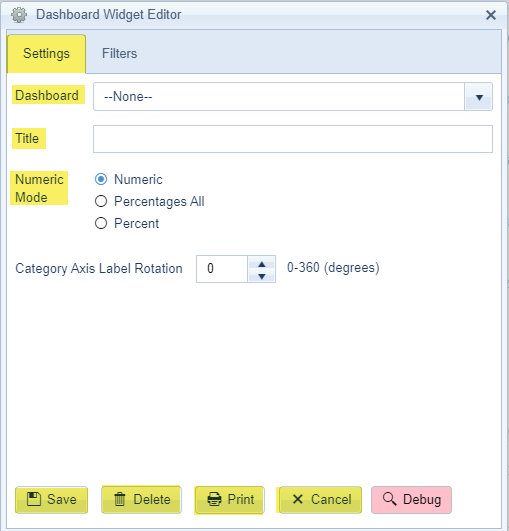 Dashboard Widget Editor
Settings Filters
Dashboard --None--
Title
Numeric
Mode
Numeric
Percentages All
Percent
Category Axis Label Rotation 0 0-360 (degrees)
Save Delete Print Cancel Debug